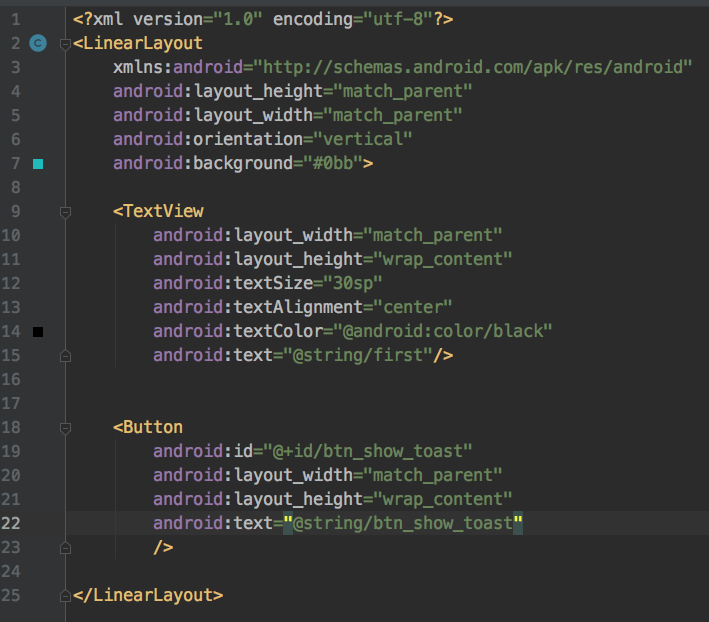 1 <?xml version="1.0" encoding="utf-8"?>
2 C <LinearLayout
3 xmlns:android="http://schemas.android.com/apk/res/android"
4 android:layout_height="match_parent"
5 android:layout_width="match_parent"
6 android:orientation="vertical"
7 android:background="#0bb">
8
9 <TextView
10 android:layout_width="match_parent"
11 android:layout_height="wrap_content"
12 android:textSize="30sp"
13 android:textAlignment="center"
14 android:textColor="@android:color/black"
15 android:text="@string/first"/>
16
17
18 <Button
19 android:id="@+id/btn_show_toast"
20 android:layout_width="match_parent"
21 android:layout_height="wrap_content"
22 android:text="@string/btn_show_toast"
23 />
24
25 </LinearLayout>